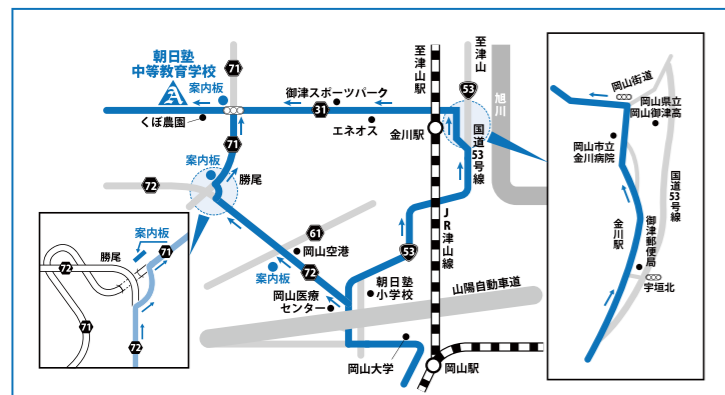 朝日塾
中等教育学校
案内板
71
くぼ農園
御津スポーツパーク
31
エネオス
至津山駅
至津山
53
旭川
金川駅
国道53号線
71
案内板
勝尾
72
61
岡山空港
案内板
72
53
JR津山線
岡山医療
センター
朝日塾
小学校
山陽自動車道
岡山大学
岡山駅
案内板
勝尾
71
72
71
72
岡山街道
岡山県立
岡山御津高
岡山市立
金川病院
国道53号線
金川駅
御津郵便局
宇垣北